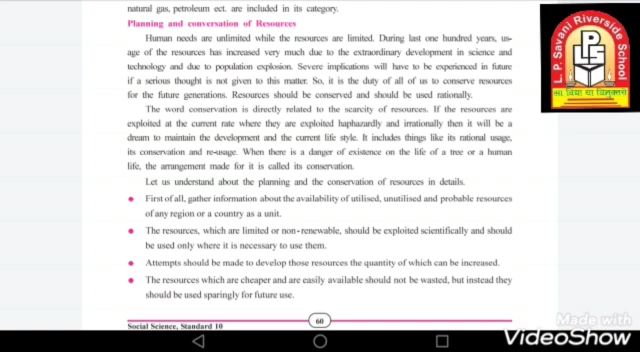 natural gas, petroleum ect. are included in its category.
Planning and conversation of Resources
Human needs are unlimited while the resources are limited. During last one hundred years, us-
age of the resources has increased very much due to the extraordinary development in science and
technology and due to population explosion. Severe implications will have to be experienced in future
if a serious thought is not given to this matter. So, it is the duty of all of us to conserve resources
for the future generations. Resources should be conserved and should be used rationally.
The word conservation is directly related to the scarcity of resources. If the resources are
exploited at the current rate where they are exploited haphazardly and irrationally then it will be a
dream to maintain the development and the current life style. It includes things like its rational usage,
its conservation and re-usage. When there is a danger of existence on the life of a tree or a human
life, the arrangement made for it is called its conservation.
Let us understand about the planning and the conservation of resources in details.
First of all, gather information about the availability of utilised, unutilised and probable resources
of any region or a country as a unit.
The resources, which are limited or non-renewable, should be exploited scientifically and should
be used only where it is necessary to use them.
Attempts should be made to develop those resources the quantity of which can be increased.
The resources which are cheaper and are easily available should not be wasted, but instead they
should be used sparingly for future use.
60
Social Science, Standard 10
L. P. Savani Riverside School
LPS
सा विद्या या विमुक्तये
Made with
VideoShow